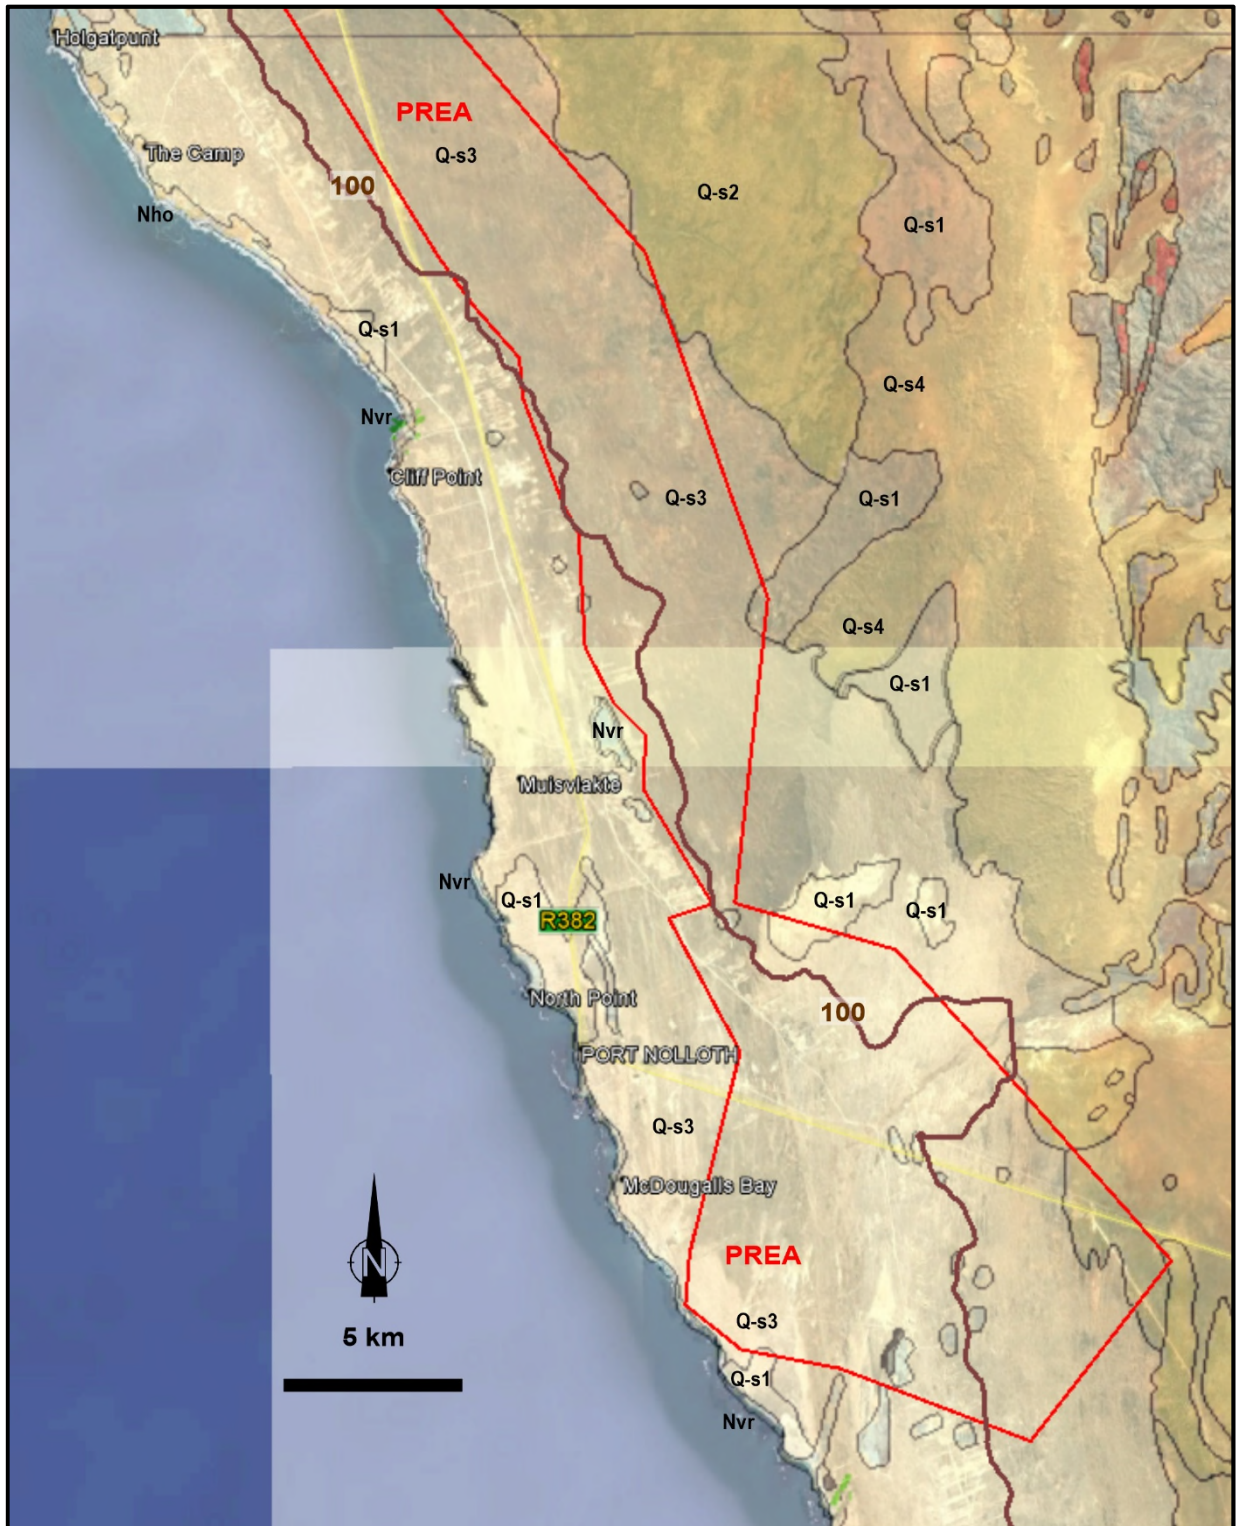 Holgatpunt
PREA
The Camp
Q-s3
100
Q-s2
Nho
Q-s1
Q-s1
Q-s4
Nvr
Cliff Point
Q-s3
Q-s1
Q-s4
Q-s1
Nvr
Muisvlakte
Nvr
Q-s1
Q-s1
Q-s1
R382
North Point
100
PORT NOLLOTH
Q-s3
McDougalls Bay
PREA
N
Q-s3
5 km
Q-s1
Nvr